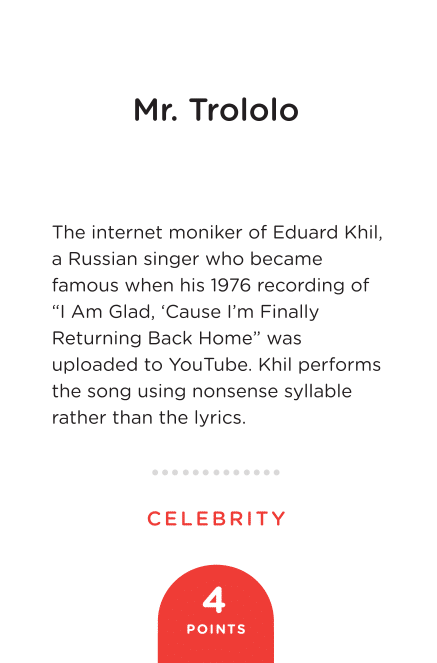 Mr. Trololo
The internet moniker of Eduard Khil,
a Russian singer who became
famous when his 1976 recording of
“I Am Glad, ‘Cause I’m Finally
Returning Back Home” was
uploaded to YouTube. Khil performs
the song using nonsense syllable
rather than the lyrics.
CELEBRITY
4
POINTS